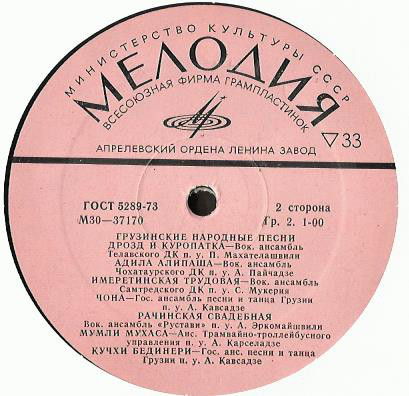 МИНИСТЕРСТВО КУЛЬТУРЫ СССР
МЕЛОДИЯ
ВСЕСОЮЗНАЯ ФИРМА ГРАМПЛАСТИНОК
▽33
АПРЕЛЕВСКИЙ ОРДЕНА ЛЕНИНА ЗАВОД
ГОСТ 5289-73
2 сторона
М30—37170
Гр. 2. 1-00
ГРУЗИНСКИЕ НАРОДНЫЕ ПЕСНИ
ДРОЗД И КУРОПАТКА—Вок. ансамбль
Телавского ДК п. у. П. Махателашвили
АДИЛА АЛИПАША—Вок. ансамбль
Чохатаурского ДК п. у. А. Пайчадзе
ИМЕРЕТИНСКАЯ ТРУДОВАЯ—Вок. ансамбль
Самтредского ДК п. у. С. Мукерия
ЧОНА—Гос. ансамбль песни и танца Грузии
п. у. А. Кавсадзе
РАЧИНСКАЯ СВАДЕБНАЯ
Вок. ансамбль «Рустави» п. у. А. Эркомайшвили
МУМЛИ МУХАСА—Анс. Трамвайно-троллейбусного
управления п. у. А. Карселадзе
КУЧХИ БЕДИНЕРИ—Гос. анс. песни и танца
Грузии п. у. А. Кавсадзе